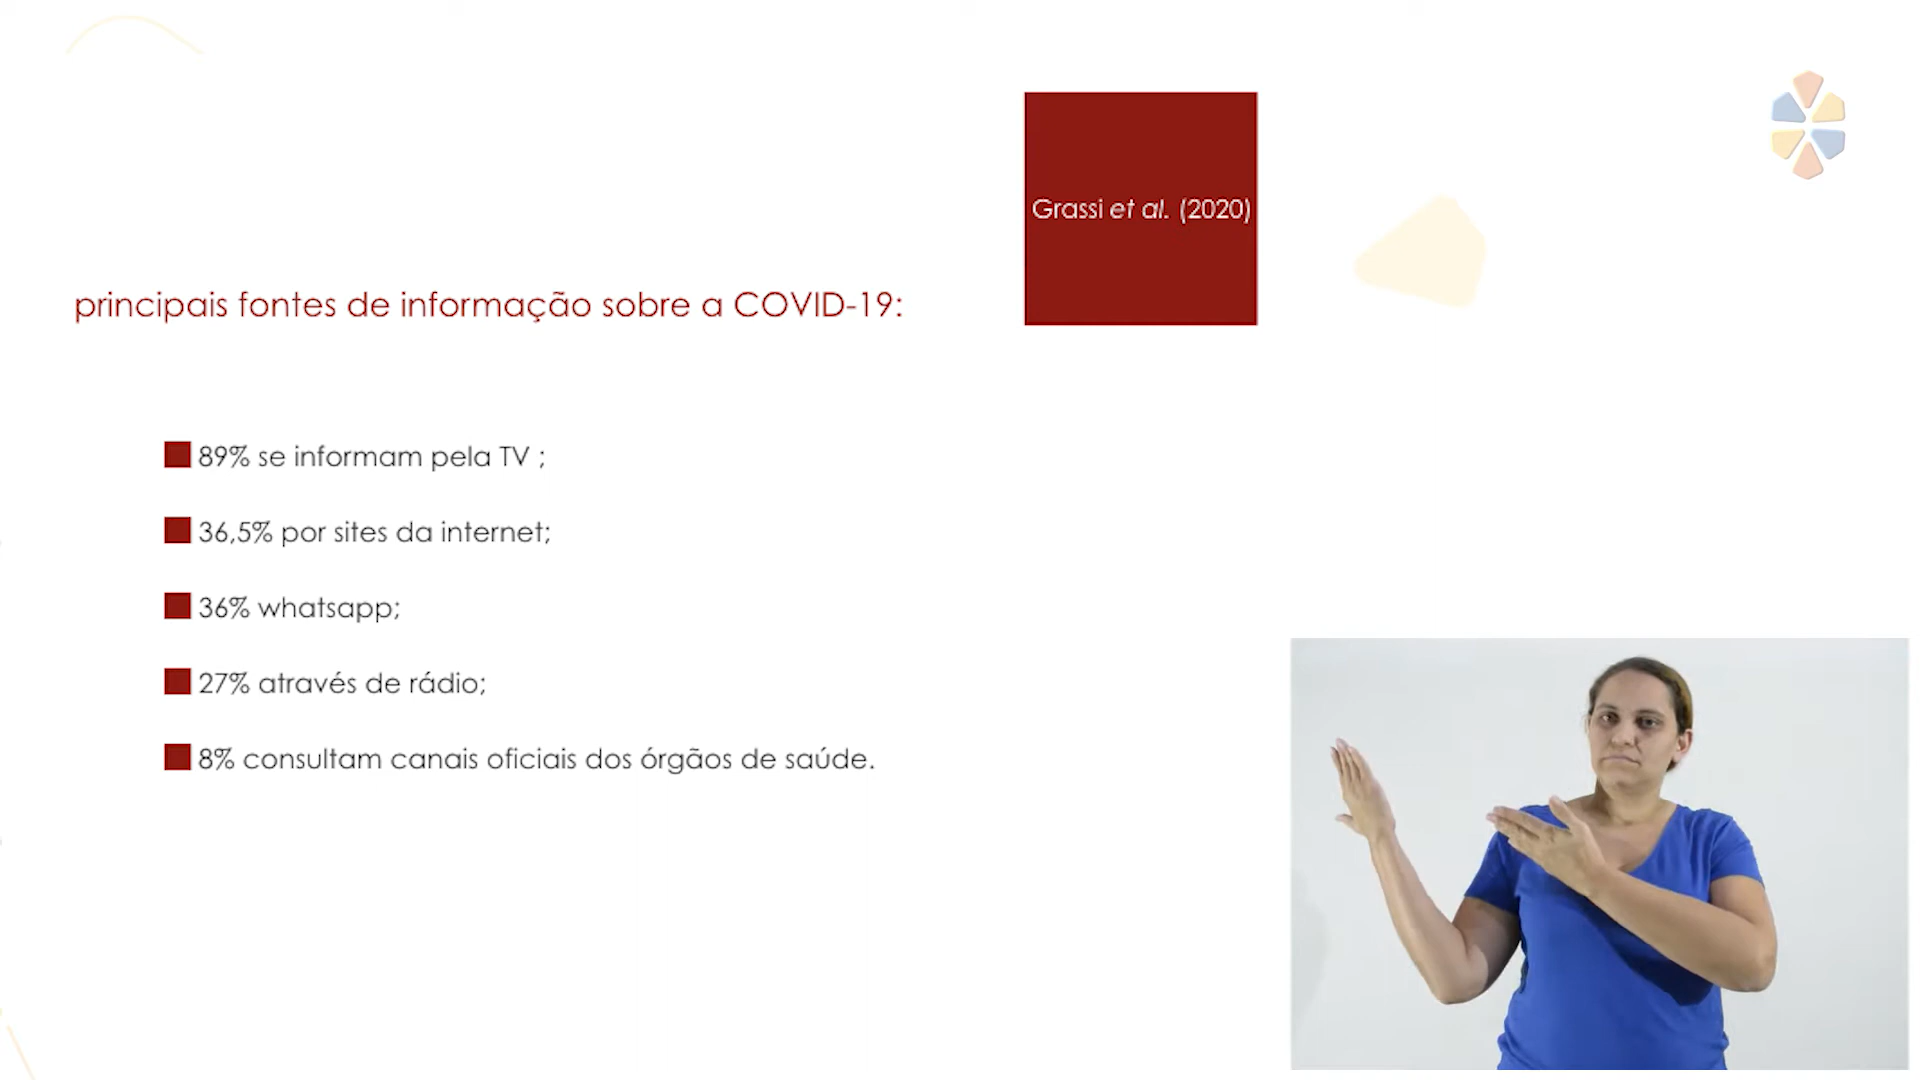 Grassi et al. (2020)
principais fontes de informação sobre a COVID-19:
89% se informam pela TV ;
36,5% por sites da internet;
36% whatsapp;
27% através de rádio;
8% consultam canais oficiais dos órgãos de saúde.